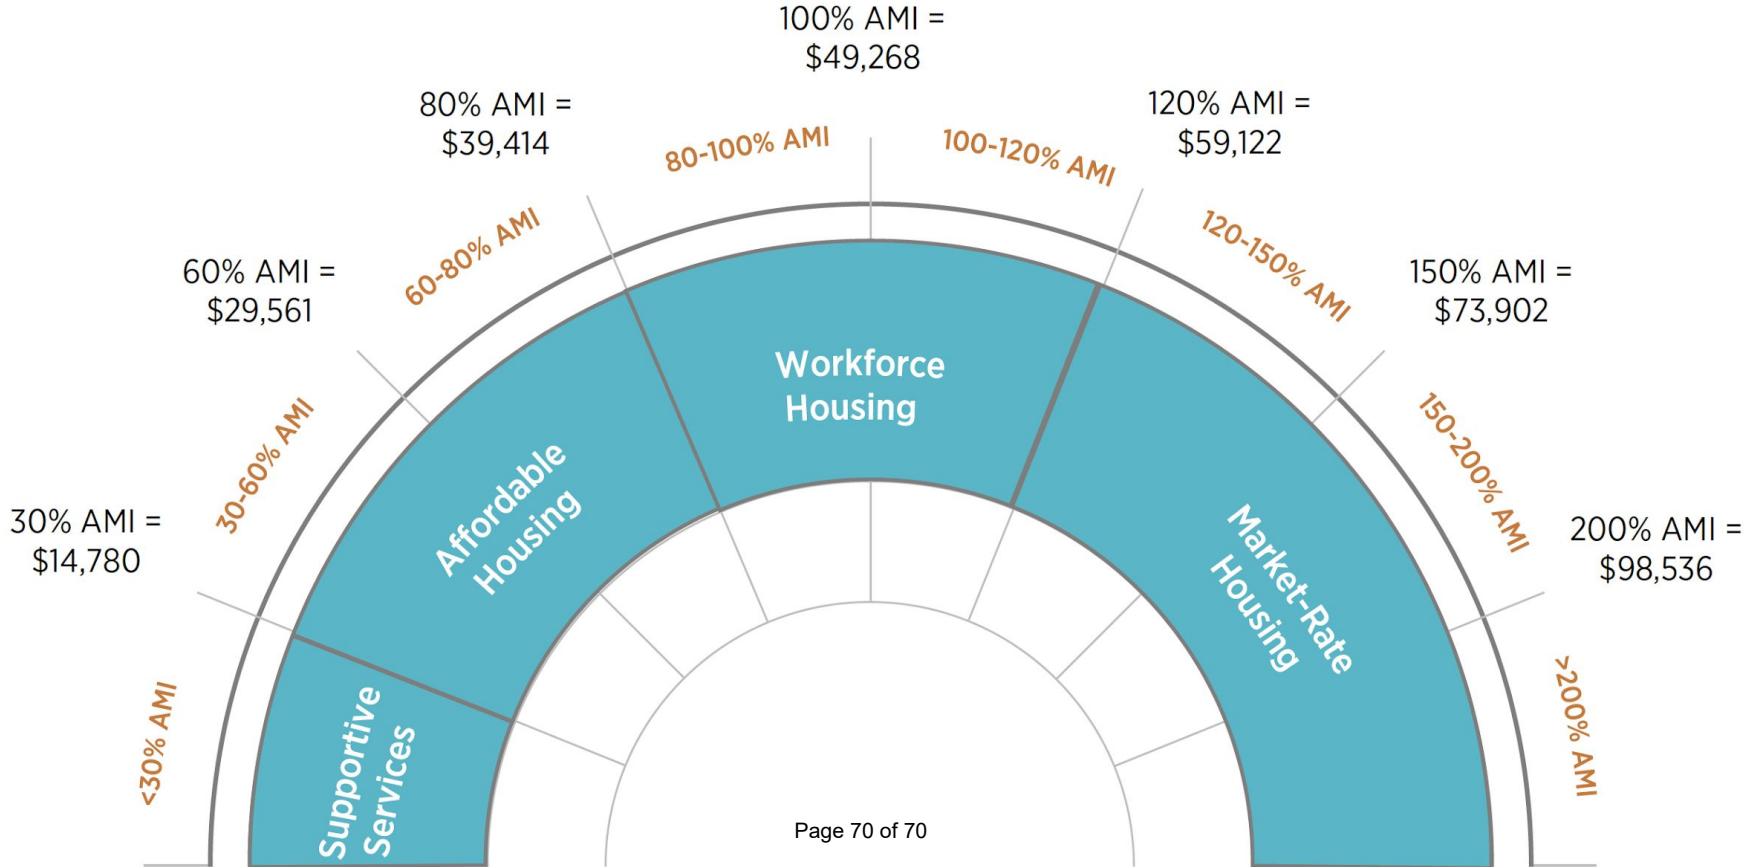 100% AMI =
$49,268
80% AMI =
$39,414
120% AMI =
$59,122
80-100% AMI
100-120% AMI
60-80% AMI
120-150% AMI
60% AMI =
$29,561
150% AMI =
$73,902
Workforce
Housing
30-60% AMI
150-200% AMI
Affordable
Housing
30% AMI =
$14,780
Market-Rate
Housing
200% AMI =
$98,536
<30% AMI
Supportive
Services
>200% AMI
Page 70 of 70